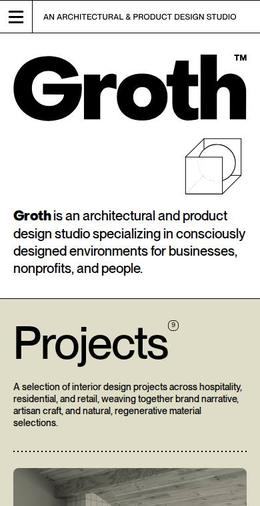 AN ARCHITECTURAL & PRODUCT DESIGN STUDIO
Groth™
Groth is an architectural and product
design studio specializing in consciously
designed environments for businesses,
nonprofits, and people.
Projects 9
A selection of interior design projects across hospitality,
residential, and retail, weaving together brand narrative,
artisan craft, and natural, regenerative material
selections.